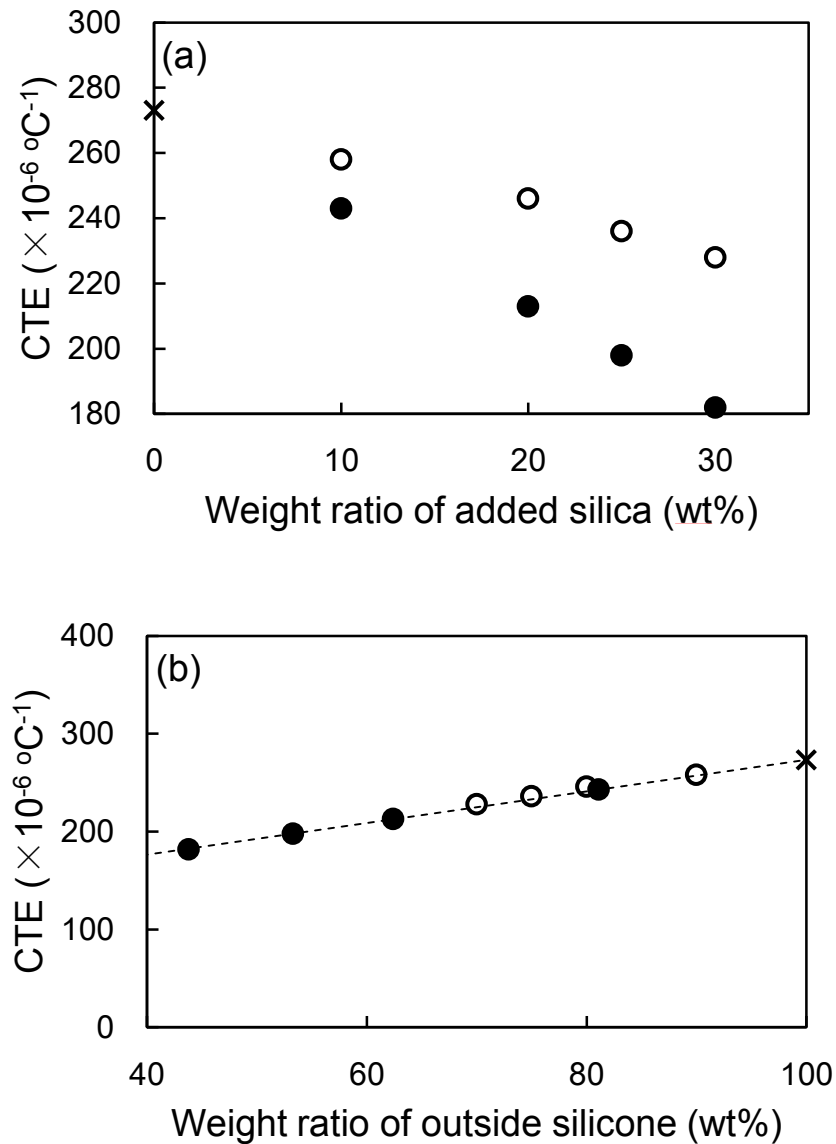 (a)
CTE (×10⁻⁶ ᵒC⁻¹)
300
280
260
240
220
200
180
0 10 20 30
Weight ratio of added silica (wt%)
(b)
CTE (×10⁻⁶ ᵒC⁻¹)
400
300
200
100
0
40 60 80 100
Weight ratio of outside silicone (wt%)